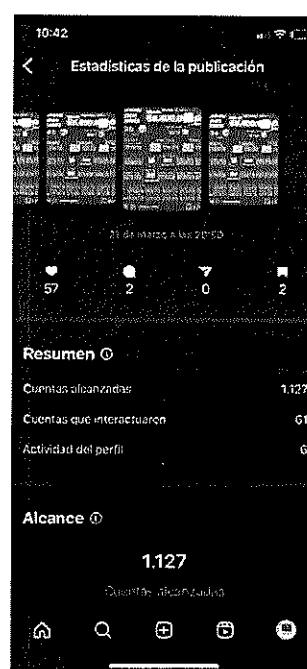 10:42
Estadísticas de la publicación
21 de marzo a las 20:50
57 2 0 2
Resumen
Cuentas alcanzadas 1.127
Cuentas que interactuaron 61
Actividad del perfil 6
Alcance
1.127
Cuentas alcanzadas